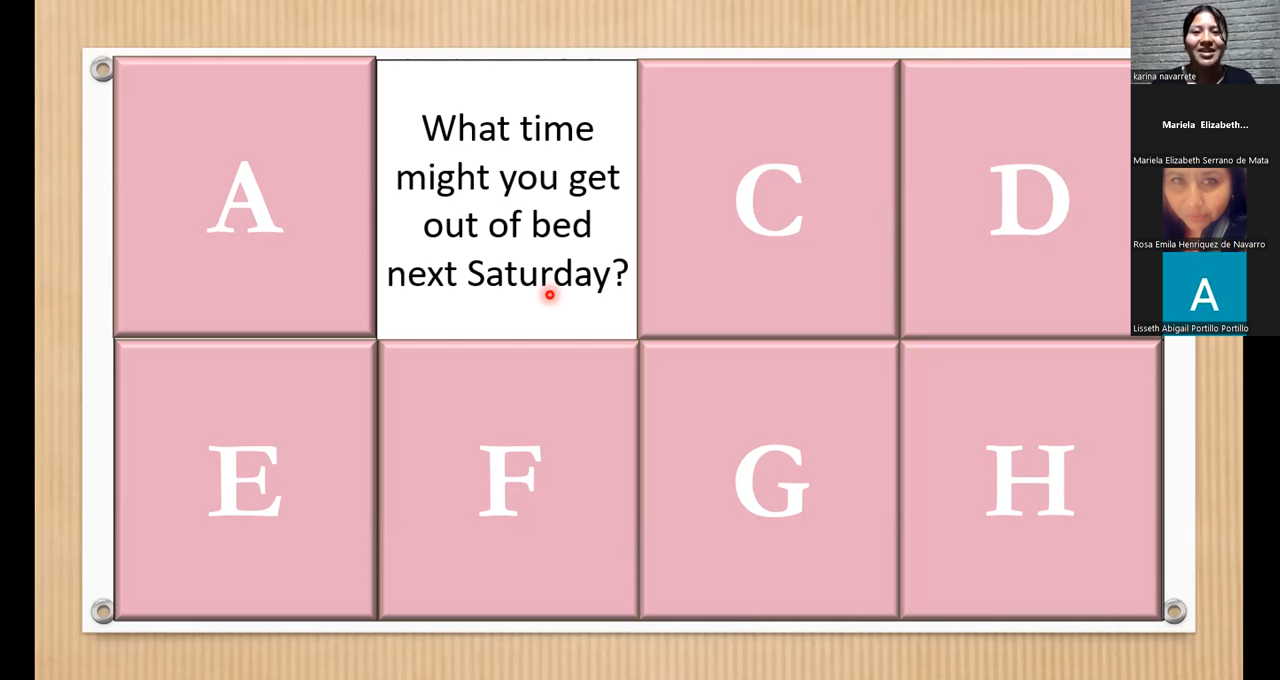 A
What time
might you get
out of bed
next Saturday?
C
D
E
F
G
H
karina navarrete
Mariela Elizabeth...
Mariela Elizabeth Serrano de Mata
Rosa Emila Henriquez de Navarro
A
Lisseth Abigail Portillo Portillo